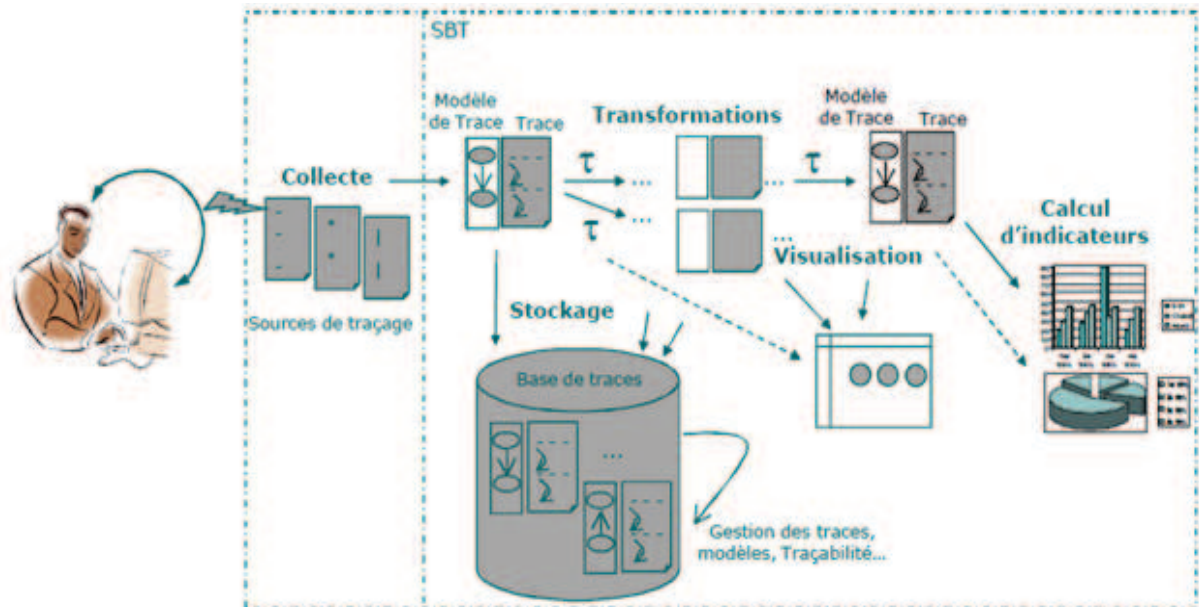 SBT
Modèle
de Trace
Trace
Transformations
Modèle
de Trace
Trace
Collecte
τ
...
...
τ
τ
...
...
Calcul
d'indicateurs
Visualisation
Sources de traçage
Stockage
Base de traces
...
Gestion des traces,
modèles, Traçabilité...